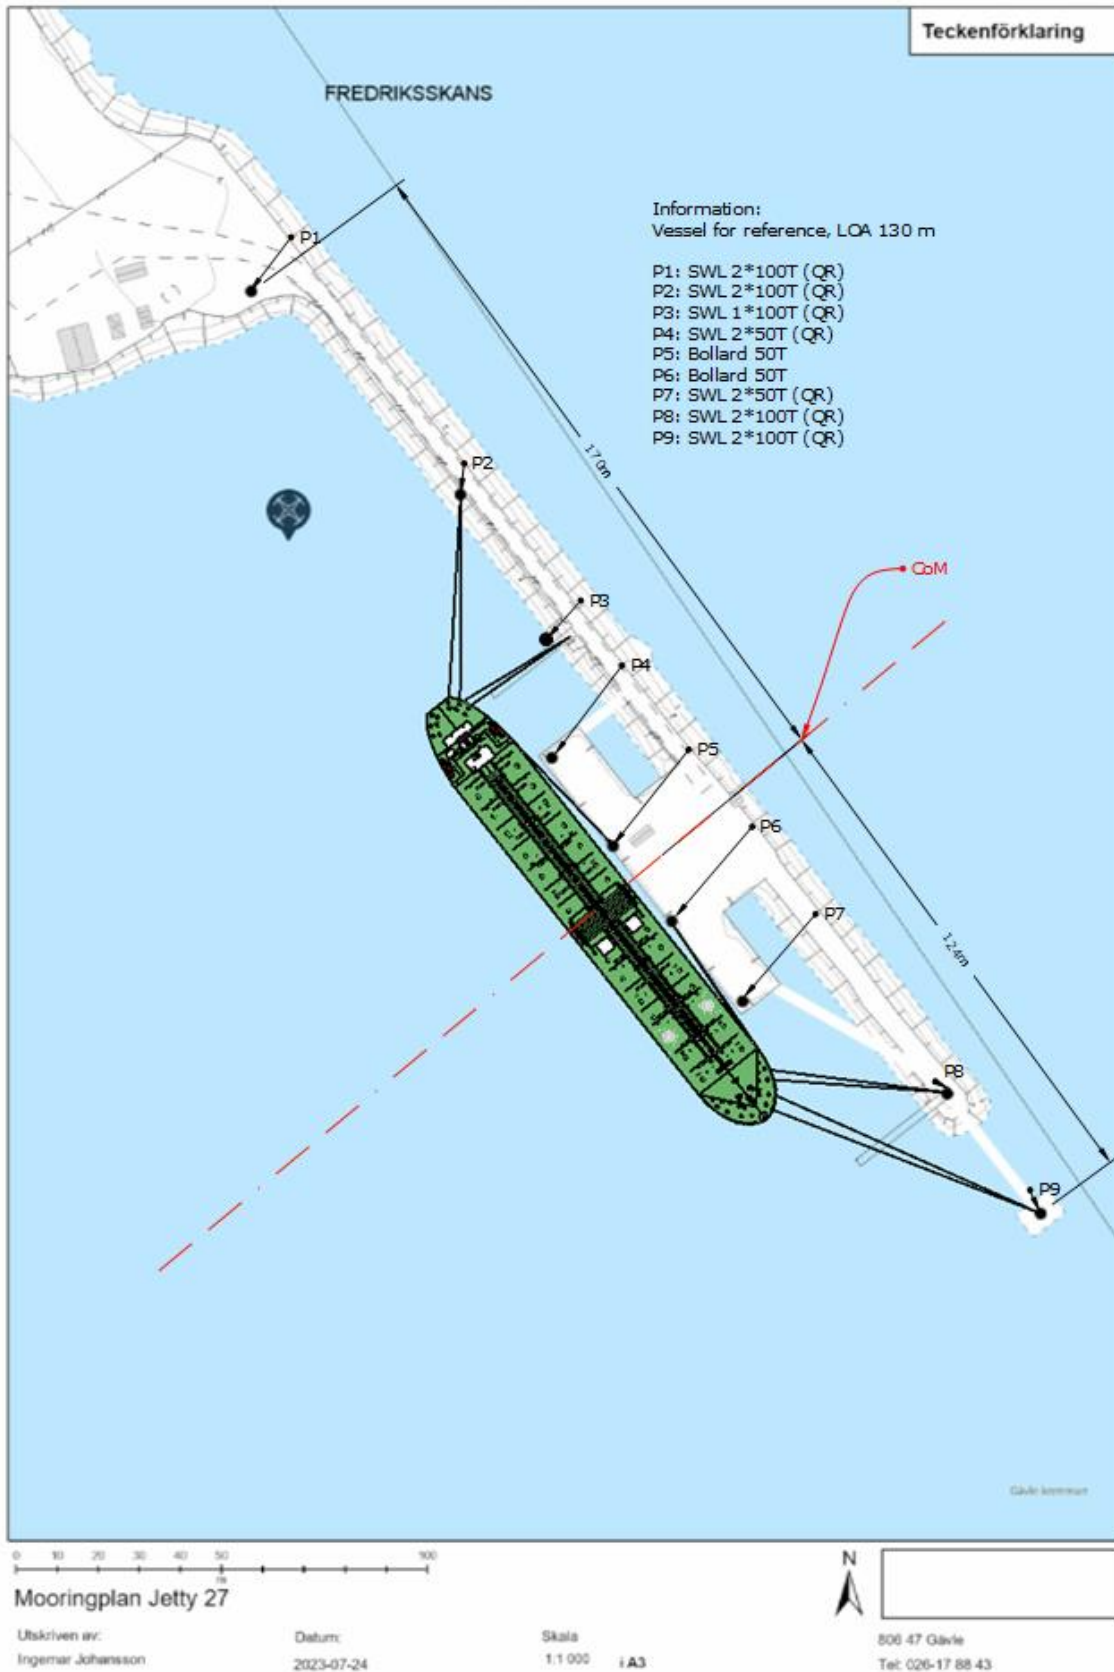 Teckenförklaring
FREDRIKSSKANS
Information:
Vessel for reference, LOA 130 m
P1: SWL 2*100T (QR)
P2: SWL 2*100T (QR)
P3: SWL 1*100T (QR)
P4: SWL 2*50T (QR)
P5: Bollard 50T
P6: Bollard 50T
P7: SWL 2*50T (QR)
P8: SWL 2*100T (QR)
P9: SWL 2*100T (QR)
P1
P2
170m
CoM
P3
P4
P5
P6
P7
124m
P8
P9
Gävle kommun
0 10 20 30 40 50 100
m
Mooringplan Jetty 27
N
Utskriven av:
Ingemar Johansson
Datum:
2023-07-24
Skala
1:1 000 i A3
806 47 Gävle
Tel: 026-17 88 43